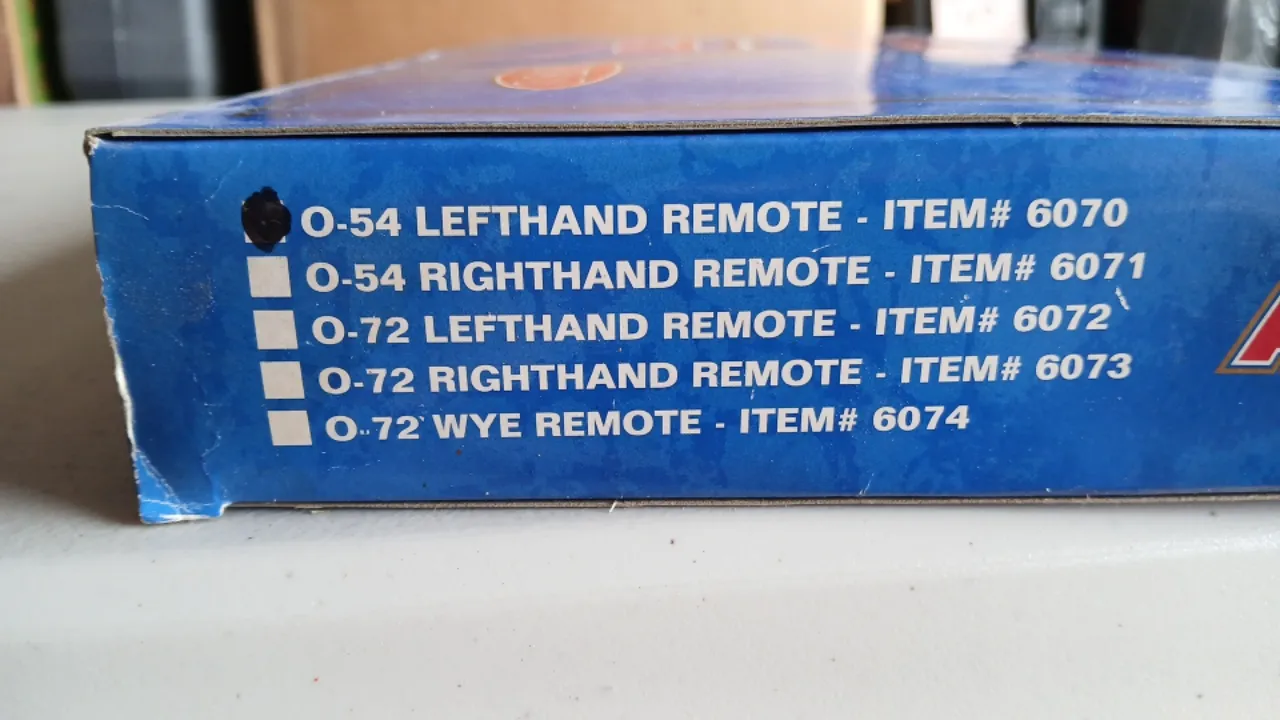 O-54 LEFTHAND REMOTE - ITEM# 6070
O-54 RIGHTHAND REMOTE - ITEM# 6071
O-72 LEFTHAND REMOTE - ITEM# 6072
O-72 RIGHTHAND REMOTE - ITEM# 6073
O-72 WYE REMOTE - ITEM# 6074